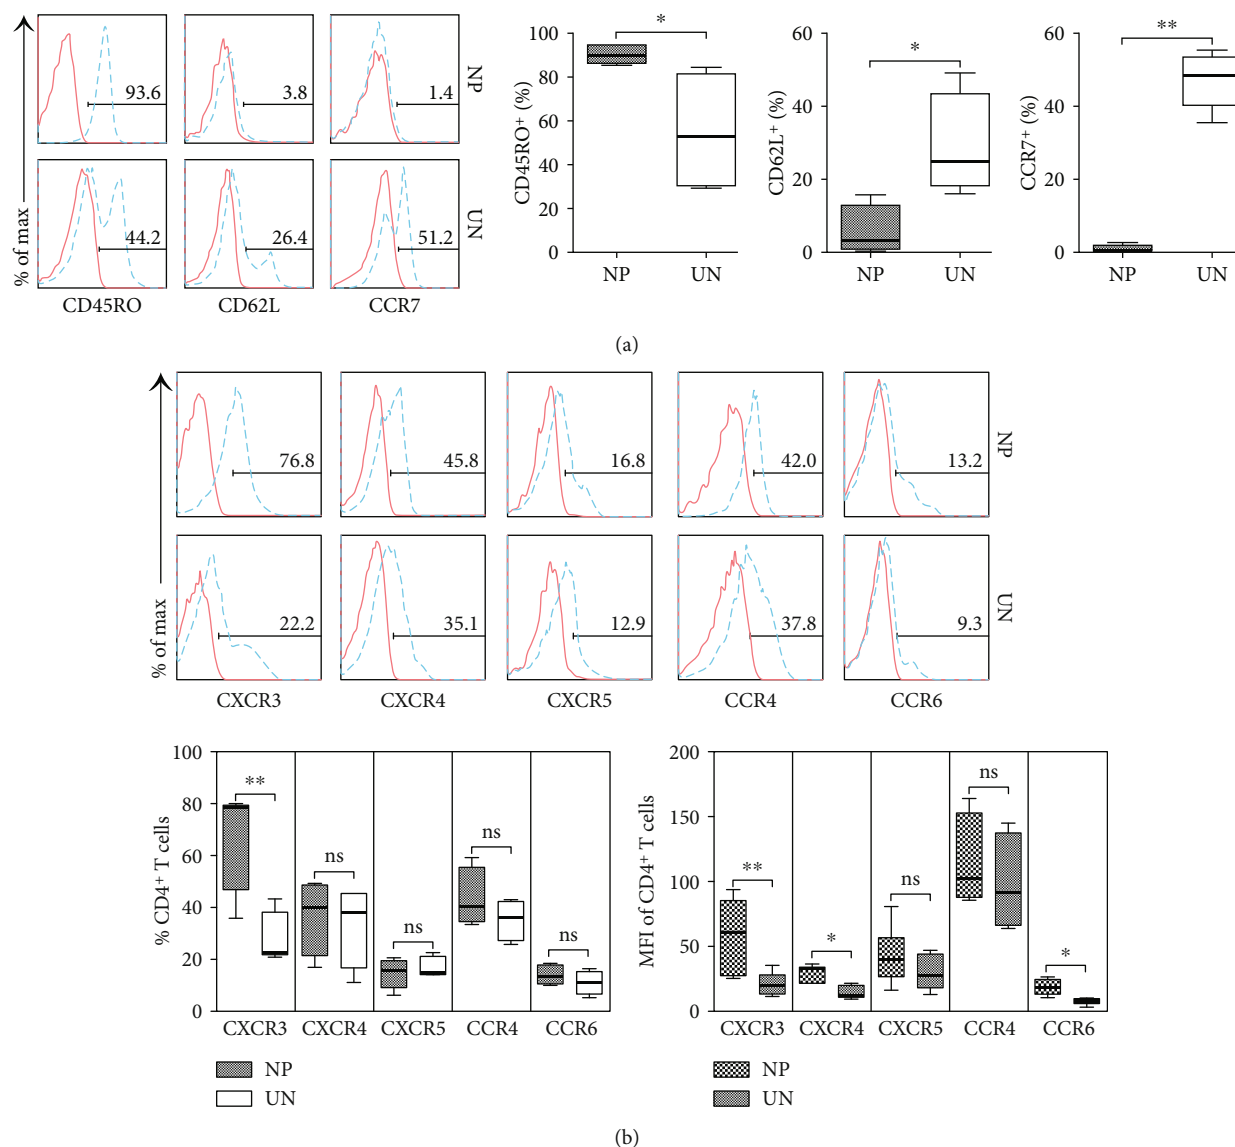 % of max
93.6
3.8
1.4
NP
44.2
26.4
51.2
UN
CD45RO
CD62L
CCR7
CD45RO+ (%)
100
80
60
40
20
0
*
NP
UN
CD62L+ (%)
60
40
20
0
*
NP
UN
CCR7+ (%)
60
40
20
0
**
NP
UN
(a)
% of max
76.8
45.8
16.8
42.0
13.2
NP
22.2
35.1
12.9
37.8
9.3
UN
CXCR3
CXCR4
CXCR5
CCR4
CCR6
% CD4+ T cells
100
80
60
40
20
0
**
ns
ns
ns
ns
CXCR3
CXCR4
CXCR5
CCR4
CCR6
NP
UN
MFI of CD4+ T cells
200
150
100
50
0
**
*
ns
ns
*
CXCR3
CXCR4
CXCR5
CCR4
CCR6
NP
UN
(b)